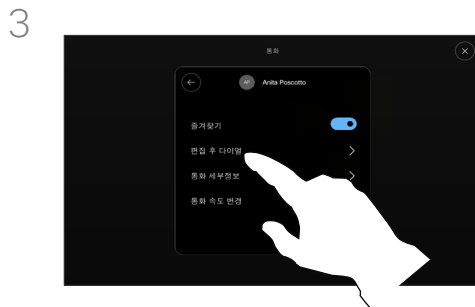 3
통화
AP Anita Poscotto
즐겨찾기
편집 후 다이얼
통화 세부정보
통화 속도 변경